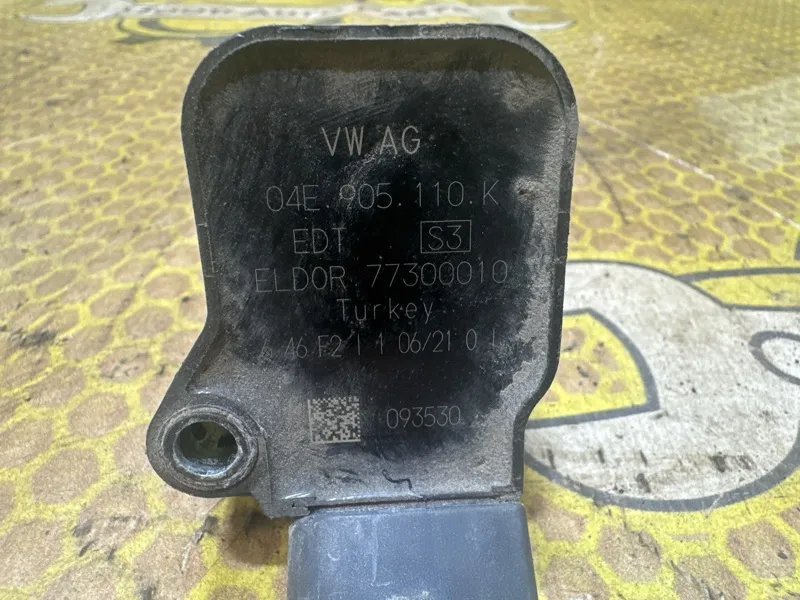 VW AG
04E.905.110.K
EDT S3
ELDOR 77300010
Turkey
46 F2 1 1 06/21 0 1
093530